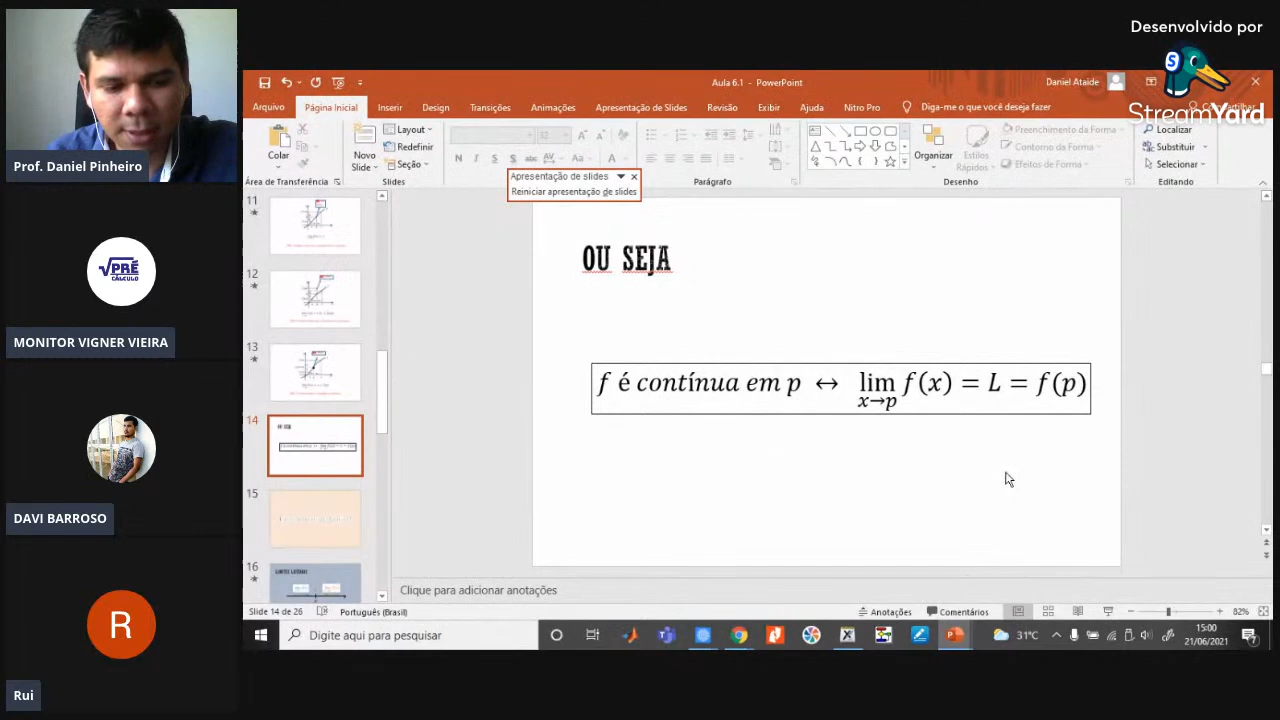 Desenvolvido por
S
StreamYard
Prof. Daniel Pinheiro
√PRÉ
CÁLCULO
MONITOR VIGNER VIEIRA
DAVI BARROSO
R
Rui
Aula 6.1 - PowerPoint
Daniel Ataide
Arquivo
Página Inicial
Inserir
Design
Transições
Animações
Apresentação de Slides
Revisão
Exibir
Ajuda
Nitro Pro
Diga-me o que você deseja fazer
Colar
Novo
Slide
Layout
Redefinir
Seção
32
N I S S abc AV Aa A
Organizar
Estilos
Preenchimento da Forma
Contorno da Forma
Efeitos de Forma
Localizar
Substituir
Selecionar
Área de Transferência
Slides
Parágrafo
Desenho
Editando
Apresentação de slides
Reiniciar apresentação de slides
11
12
13
14
15
16
OU SEJA
f é contínua em p ↔ lim x→p f(x) = L = f(p)
Clique para adicionar anotações
Slide 14 de 26
Português (Brasil)
Anotações
Comentários
82%
Digite aqui para pesquisar
31°C
15:00
21/06/2021
7